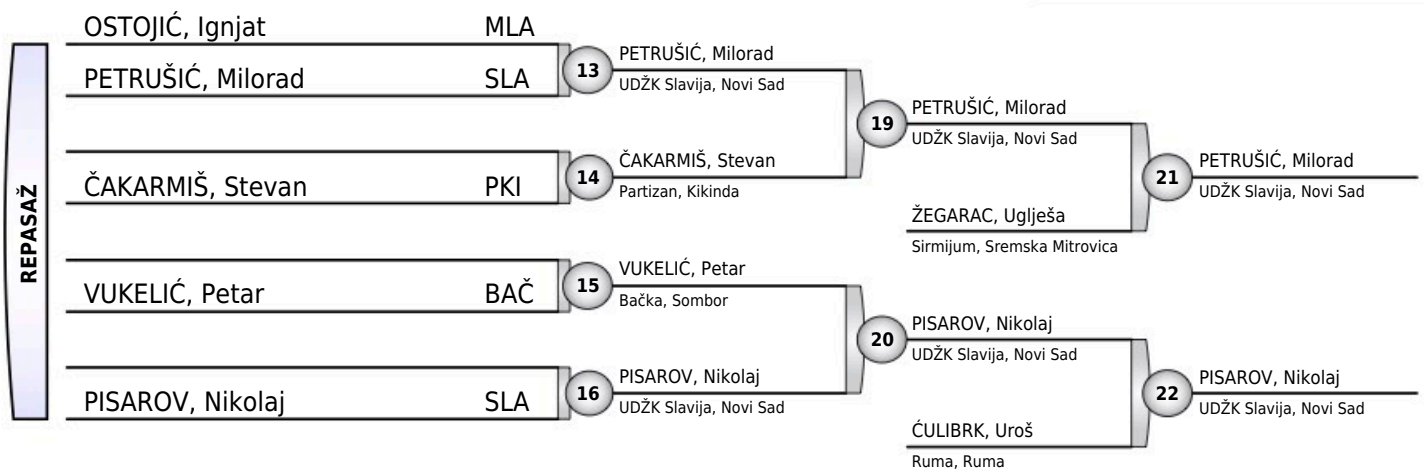 REPASAŽ
OSTOJIĆ, Ignjat MLA
PETRUŠIĆ, Milorad SLA
ČAKARMIŠ, Stevan PKI
VUKELIĆ, Petar BAČ
PISAROV, Nikolaj SLA
13
PETRUŠIĆ, Milorad
UDŽK Slavija, Novi Sad
14
ČAKARMIŠ, Stevan
Partizan, Kikinda
15
VUKELIĆ, Petar
Bačka, Sombor
16
PISAROV, Nikolaj
UDŽK Slavija, Novi Sad
19
PETRUŠIĆ, Milorad
UDŽK Slavija, Novi Sad
ŽEGARAC, Uglješa
Sirmijum, Sremska Mitrovica
20
PISAROV, Nikolaj
UDŽK Slavija, Novi Sad
ĆULIBRK, Uroš
Ruma, Ruma
21
PETRUŠIĆ, Milorad
UDŽK Slavija, Novi Sad
22
PISAROV, Nikolaj
UDŽK Slavija, Novi Sad